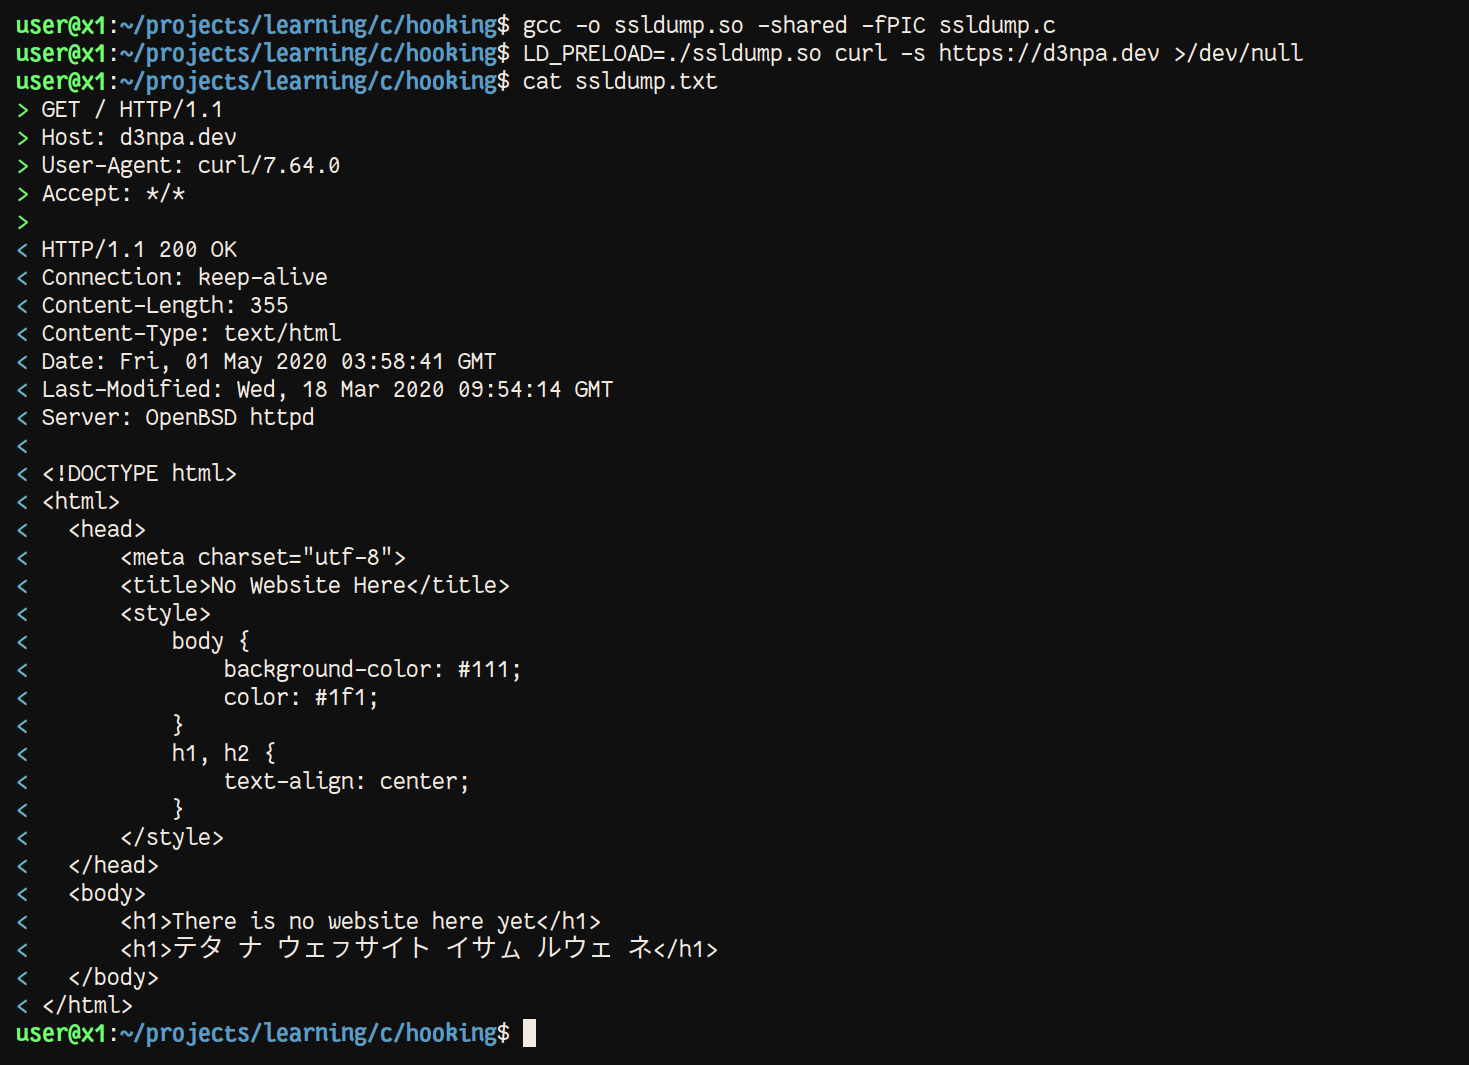 user@x1:~/projects/learning/c/hooking$ gcc -o ssldump.so -shared -fPIC ssldump.c
user@x1:~/projects/learning/c/hooking$ LD_PRELOAD=./ssldump.so curl -s https://d3npa.dev >/dev/null
user@x1:~/projects/learning/c/hooking$ cat ssldump.txt
> GET / HTTP/1.1
> Host: d3npa.dev
> User-Agent: curl/7.64.0
> Accept: */*
>
< HTTP/1.1 200 OK
< Connection: keep-alive
< Content-Length: 355
< Content-Type: text/html
< Date: Fri, 01 May 2020 03:58:41 GMT
< Last-Modified: Wed, 18 Mar 2020 09:54:14 GMT
< Server: OpenBSD httpd
<
< <!DOCTYPE html>
< <html>
<   <head>
<       <meta charset="utf-8">
<       <title>No Website Here</title>
<       <style>
<           body {
<               background-color: #111;
<               color: #1f1;
<           }
<           h1, h2 {
<               text-align: center;
<           }
<       </style>
<   </head>
<   <body>
<       <h1>There is no website here yet</h1>
<       <h1>テタ ナ ウェㇷサイト イサㇺ ルウェ ネ</h1>
<   </body>
< </html>
user@x1:~/projects/learning/c/hooking$